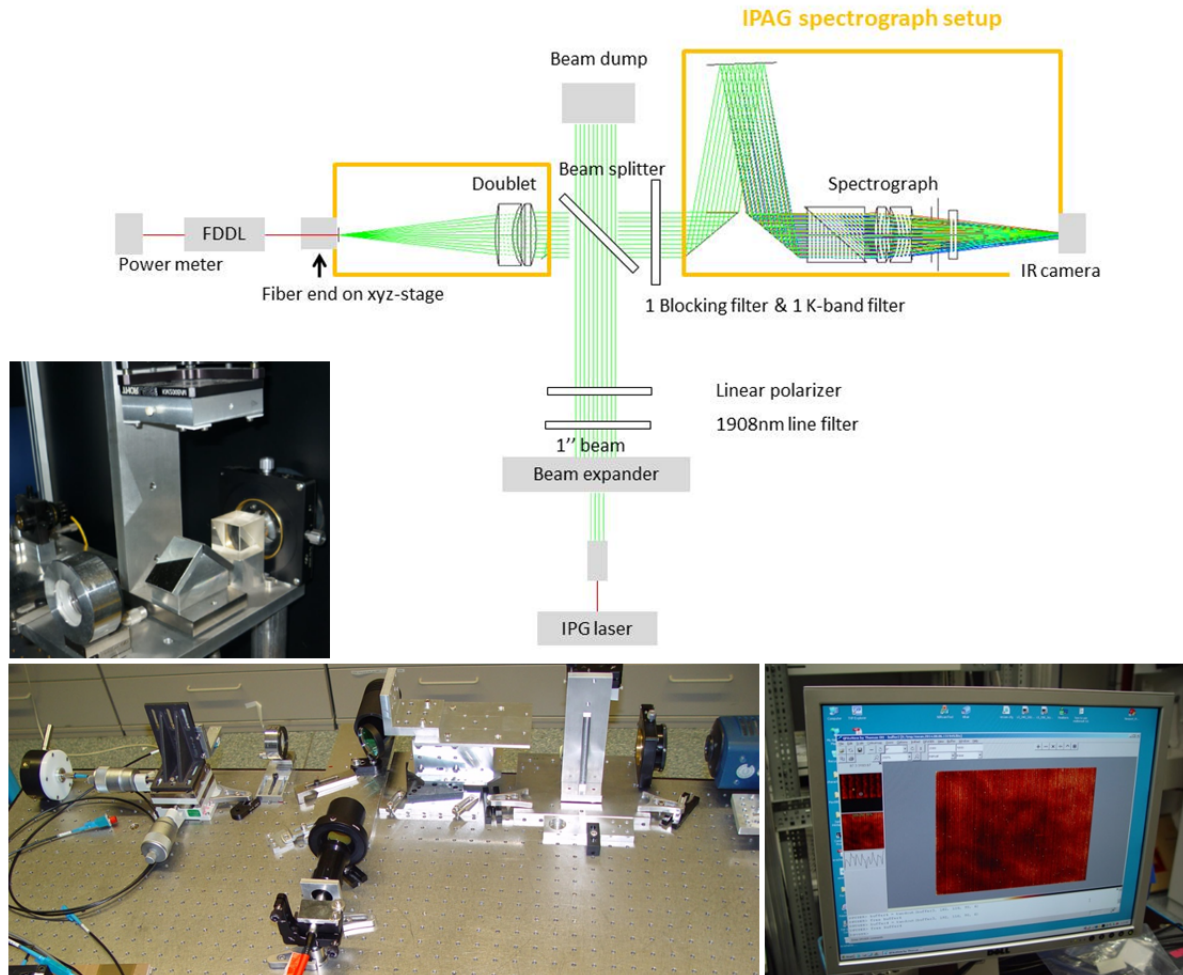 IPAG spectrograph setup
Beam dump
Beam splitter
Doublet
Spectrograph
FDDL
Power meter
IR camera
Fiber end on xyz-stage
1 Blocking filter & 1 K-band filter
Linear polarizer
1908nm line filter
1'' beam
Beam expander
IPG laser
DELL